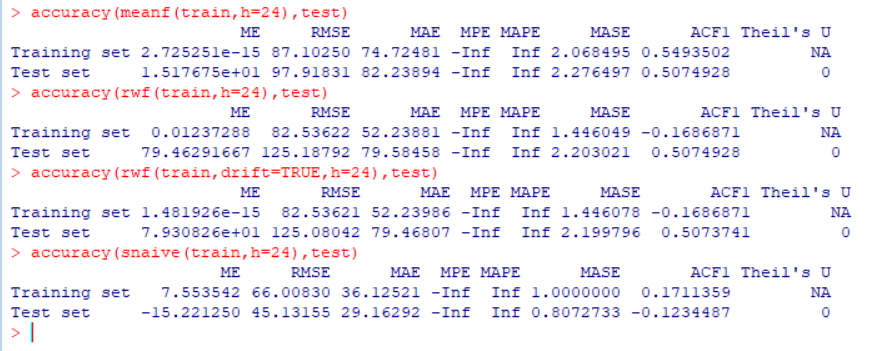 > accuracy(meanf(train,h=24),test)
ME RMSE MAE MPE MAPE MASE ACF1 Theil's U
Training set 2.725251e-15 87.10250 74.72481 -Inf Inf 2.068495 0.5493502 NA
Test set 1.517675e+01 97.91831 82.23894 -Inf Inf 2.276497 0.5074928 0
> accuracy(rwf(train,h=24),test)
ME RMSE MAE MPE MAPE MASE ACF1 Theil's U
Training set 0.01237288 82.53622 52.23881 -Inf Inf 1.446049 -0.1686871 NA
Test set 79.46291667 125.18792 79.58458 -Inf Inf 2.203021 0.5074928 0
> accuracy(rwf(train,drift=TRUE,h=24),test)
ME RMSE MAE MPE MAPE MASE ACF1 Theil's U
Training set 1.481926e-15 82.53621 52.23986 -Inf Inf 1.446078 -0.1686871 NA
Test set 7.930826e+01 125.08042 79.46807 -Inf Inf 2.199796 0.5073741 0
> accuracy(snaive(train,h=24),test)
ME RMSE MAE MPE MAPE MASE ACF1 Theil's U
Training set 7.553542 66.00830 36.12521 -Inf Inf 1.0000000 0.1711359 NA
Test set -15.221250 45.13155 29.16292 -Inf Inf 0.8072733 -0.1234487 0
>